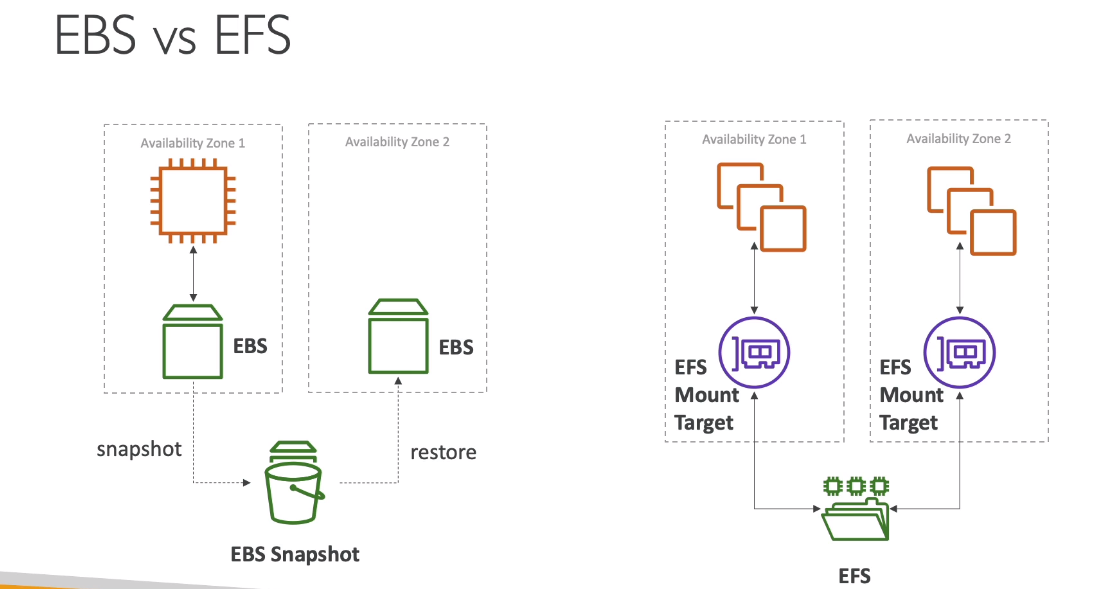 EBS vs EFS
Availability Zone 1
Availability Zone 2
EBS
EBS
snapshot
restore
EBS Snapshot
Availability Zone 1
Availability Zone 2
EFS
Mount
Target
EFS
Mount
Target
EFS